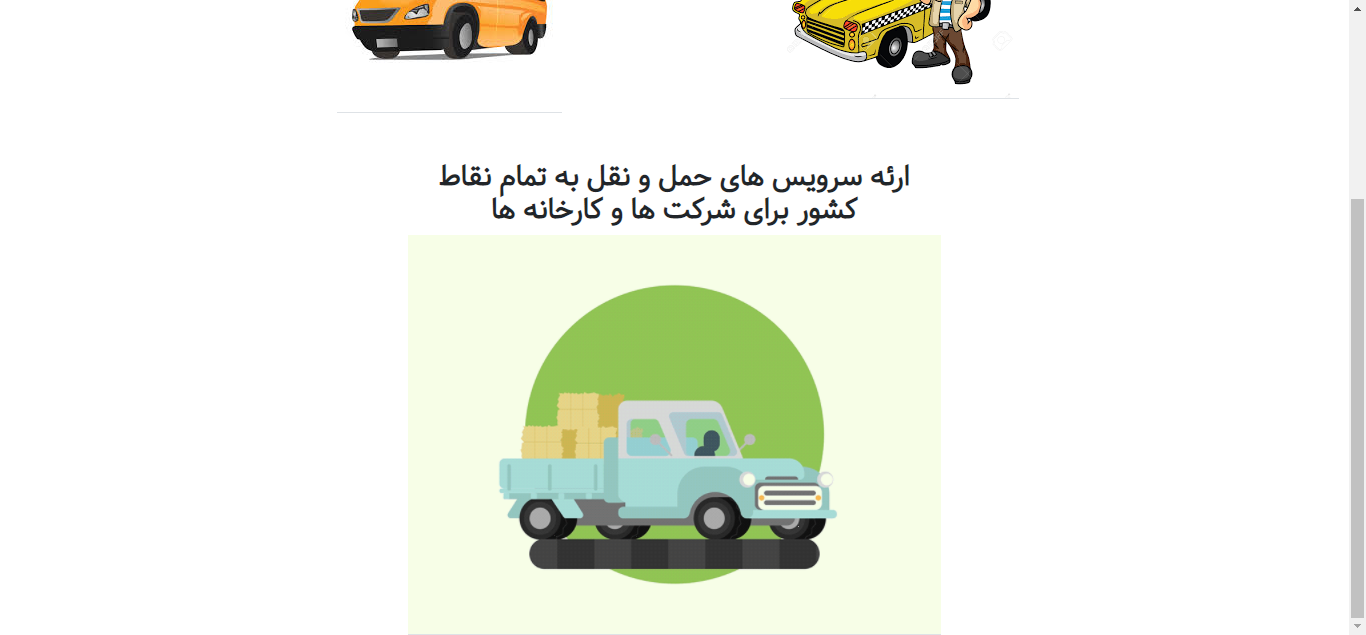 ارئه سرویس های حمل و نقل به تمام نقاط
کشور برای شرکت ها و کارخانه ها